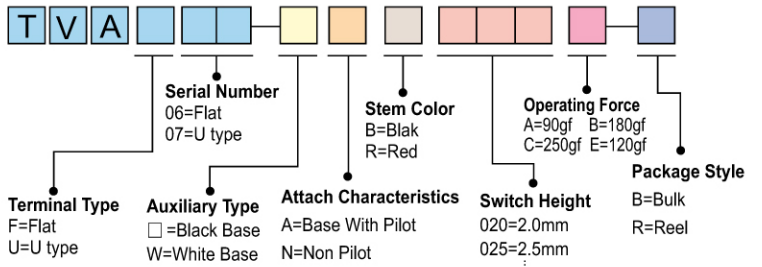 TVA
Serial Number
06=Flat
07=U type
Stem Color
B=Blak
R=Red
Operating Force
A=90gf B=180gf
C=250gf E=120gf
Package Style
B=Bulk
R=Reel
Terminal Type
F=Flat
U=U type
Auxiliary Type
□=Black Base
W=White Base
Attach Characteristics
A=Base With Pilot
N=Non Pilot
Switch Height
020=2.0mm
025=2.5mm